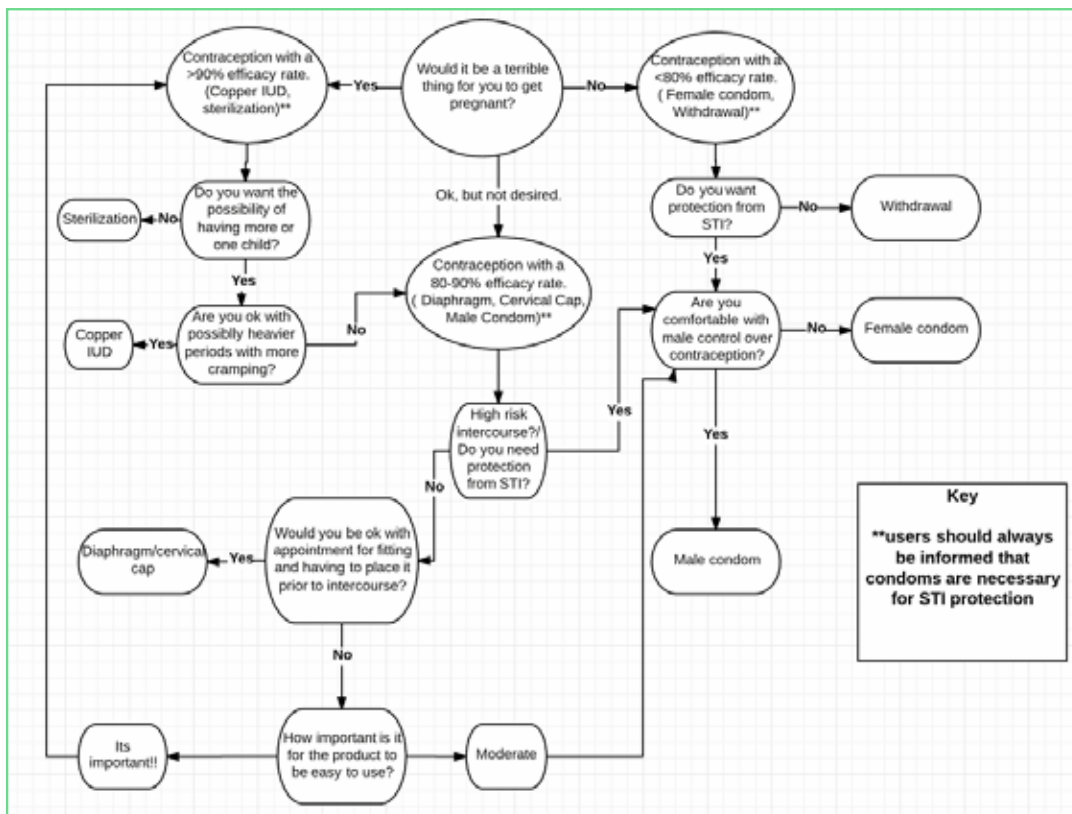 Contraception with a
>90% efficacy rate.
(Copper IUD,
sterilization)**
Yes
Would it be a terrible
thing for you to get
pregnant?
No
Contraception with a
<80% efficacy rate.
( Female condom,
Withdrawal)**
Ok, but not desired.
Sterilization
No
Do you want the
possibility of
having more or
one child?
Do you want
protection from
STI?
No
Withdrawal
Yes
Yes
Contraception with a
80-90% efficacy rate.
( Diaphragm, Cervical Cap,
Male Condom)**
Copper
IUD
Yes
Are you ok with
possiblly heavier
periods with more
cramping?
No
Are you
comfortable with
male control over
contraception?
No
Female condom
High risk
intercourse?/
Do you need
protection
from STI?
Yes
Yes
No
Diaphragm/cervical
cap
Yes
Would you be ok with
appointment for fitting
and having to place it
prior to intercourse?
Male condom
Key
**users should always
be informed that
condoms are necessary
for STI protection
No
Its
important!!
How important is it
for the product to
be easy to use?
Moderate